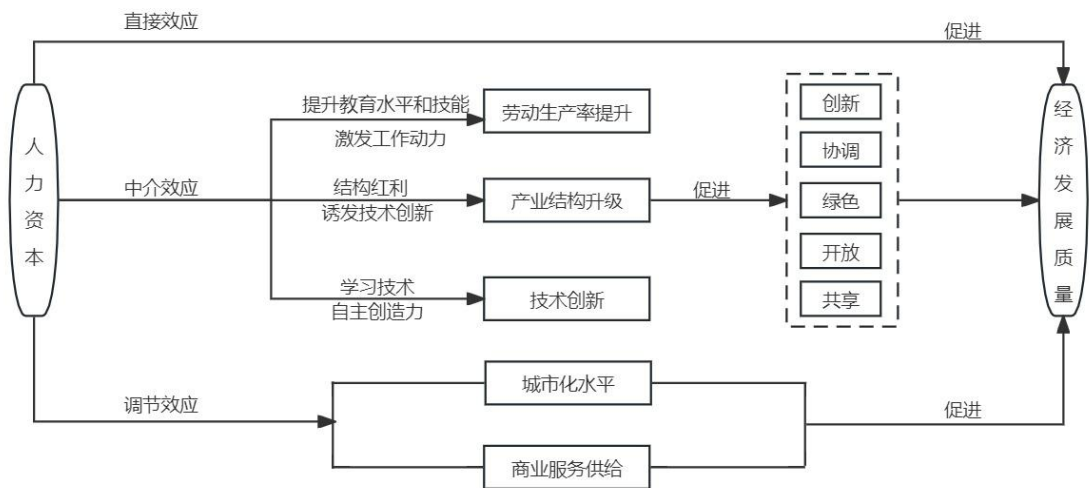 直接效应
促进
人力资本
提升教育水平和技能
激发工作动力
劳动生产率提升
中介效应
结构红利
诱发技术创新
产业结构升级
促进
学习技术
自主创造力
技术创新
创新
协调
绿色
开放
共享
经济发展质量
调节效应
城市化水平
商业服务供给
促进